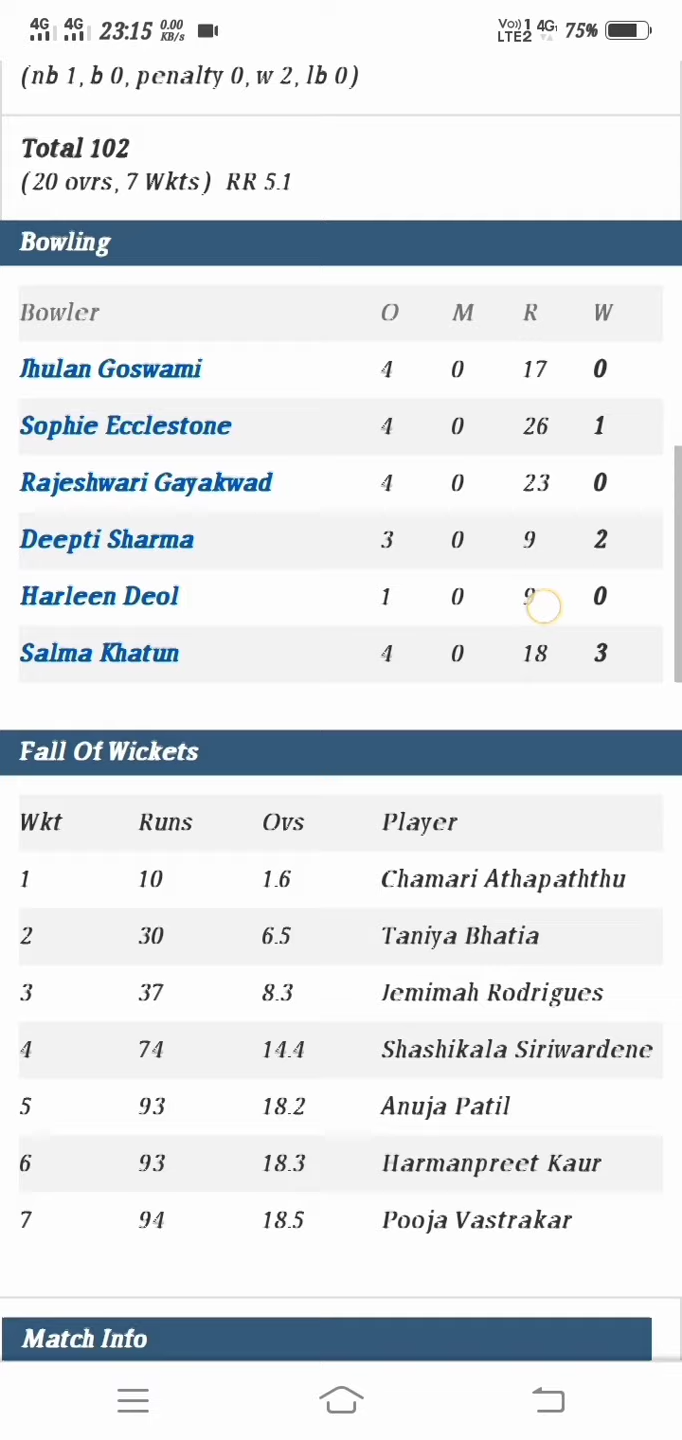 4G 4G 23:15 0.00 KB/s Vo)) 1 LTE2 4G 75%
(nb 1, b 0, penalty 0, w 2, lb 0)
Total 102
(20 ovrs, 7 Wkts) RR 5.1
Bowling
Bowler O M R W
Jhulan Goswami 4 0 17 0
Sophie Ecclestone 4 0 26 1
Rajeshwari Gayakwad 4 0 23 0
Deepti Sharma 3 0 9 2
Harleen Deol 1 0 9 0
Salma Khatun 4 0 18 3
Fall Of Wickets
Wkt Runs Ovs Player
1 10 1.6 Chamari Athapaththu
2 30 6.5 Taniya Bhatia
3 37 8.3 Jemimah Rodrigues
4 74 14.4 Shashikala Siriwardene
5 93 18.2 Anuja Patil
6 93 18.3 Harmanpreet Kaur
7 94 18.5 Pooja Vastrakar
Match Info